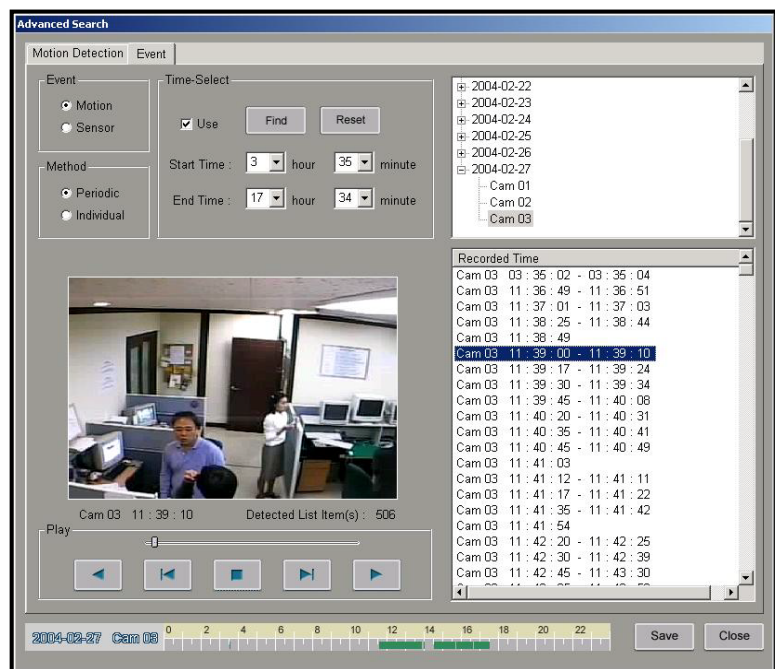 Advanced Search
Motion Detection Event
Event
Motion
Sensor
Method
Periodic
Individual
Time-Select
Use Find Reset
Start Time : 3 hour 35 minute
End Time : 17 hour 34 minute
2004-02-22
2004-02-23
2004-02-24
2004-02-25
2004-02-26
2004-02-27
Cam 01
Cam 02
Cam 03
Recorded Time
Cam 03 03 : 35 : 02 - 03 : 35 : 04
Cam 03 11 : 36 : 49 - 11 : 36 : 51
Cam 03 11 : 37 : 01 - 11 : 37 : 03
Cam 03 11 : 38 : 25 - 11 : 38 : 44
Cam 03 11 : 38 : 49
Cam 03 11 : 39 : 00 - 11 : 39 : 10
Cam 03 11 : 39 : 17 - 11 : 39 : 24
Cam 03 11 : 39 : 30 - 11 : 39 : 34
Cam 03 11 : 39 : 45 - 11 : 40 : 08
Cam 03 11 : 40 : 20 - 11 : 40 : 31
Cam 03 11 : 40 : 35 - 11 : 40 : 41
Cam 03 11 : 40 : 45 - 11 : 40 : 49
Cam 03 11 : 41 : 03
Cam 03 11 : 41 : 12 - 11 : 41 : 11
Cam 03 11 : 41 : 17 - 11 : 41 : 22
Cam 03 11 : 41 : 35 - 11 : 41 : 42
Cam 03 11 : 41 : 54
Cam 03 11 : 42 : 20 - 11 : 42 : 25
Cam 03 11 : 42 : 30 - 11 : 42 : 39
Cam 03 11 : 42 : 45 - 11 : 43 : 30
Cam 03 11 : 39 : 10 Detected List Item(s) : 506
Play
2004-02-27 Cam 03 0 2 4 6 8 10 12 14 16 18 20 22 Save Close